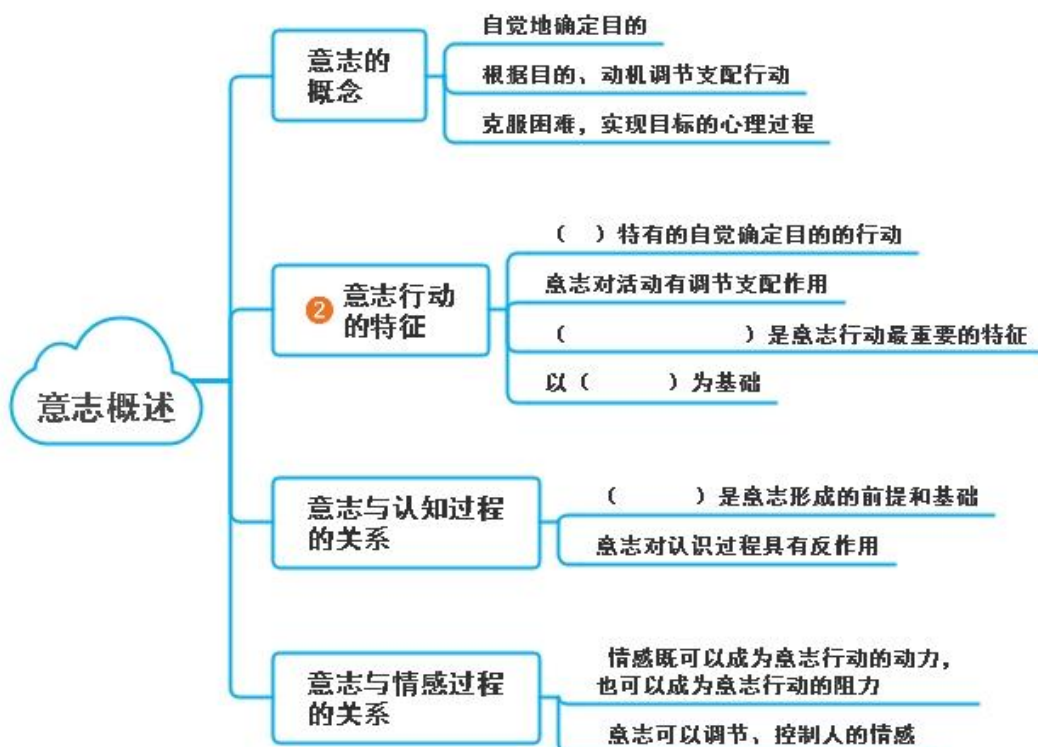 意志概述
意志的
概念
自觉地确定目的
根据目的、动机调节支配行动
克服困难，实现目标的心理过程
2
意志行动
的特征
（ ）特有的自觉确定目的的行动
意志对活动有调节支配作用
（ ）是意志行动最重要的特征
以（ ）为基础
意志与认知过程
的关系
（ ）是意志形成的前提和基础
意志对认识过程具有反作用
意志与情感过程
的关系
情感既可以成为意志行动的动力，
也可以成为意志行动的阻力
意志可以调节、控制人的情感